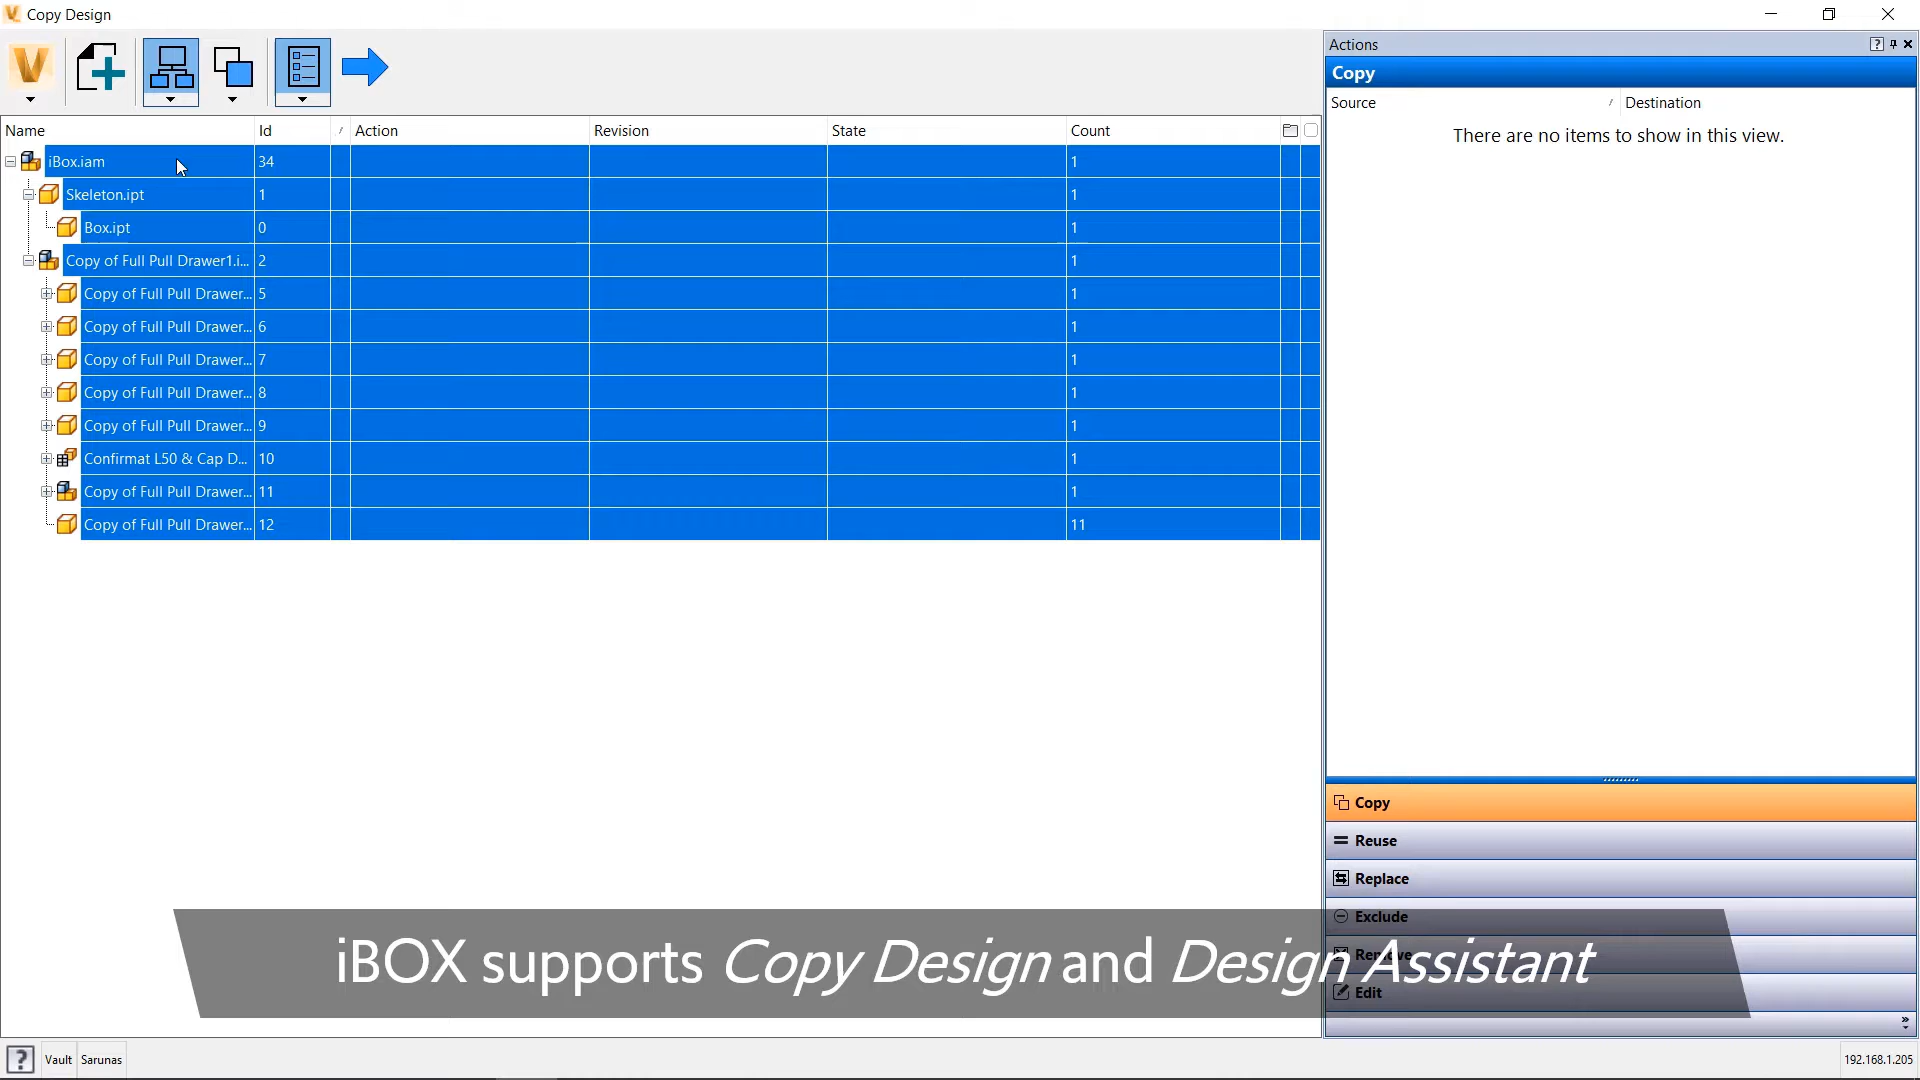 Copy Design
Name Id Action Revision State Count
iBox.iam 34 1
Skeleton.ipt 1 1
Box.ipt 0 1
Copy of Full Pull Drawer1.i... 2 1
Copy of Full Pull Drawer... 5 1
Copy of Full Pull Drawer... 6 1
Copy of Full Pull Drawer... 7 1
Copy of Full Pull Drawer... 8 1
Copy of Full Pull Drawer... 9 1
Confirmat L50 & Cap D... 10 1
Copy of Full Pull Drawer... 11 1
Copy of Full Pull Drawer... 12 11
Actions
Copy
Source Destination
There are no items to show in this view.
Copy
Reuse
Replace
Exclude
Remove
Edit
iBOX supports Copy Design and Design Assistant
Vault Sarunas 192.168.1.205